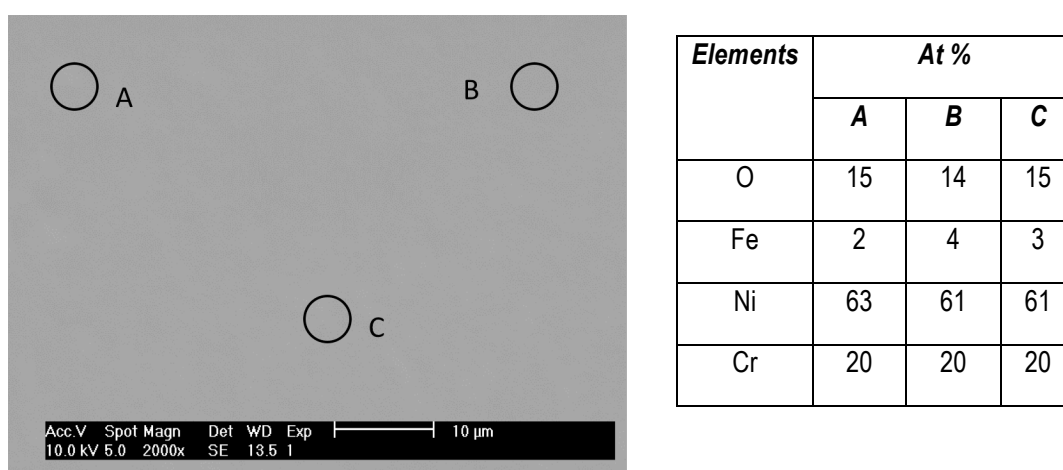 A
B
C
Acc.V Spot Magn Det WD Exp 10 µm
10.0 kV 5.0 2000x SE 13.5 1
Elements At %
A B C
O 15 14 15
Fe 2 4 3
Ni 63 61 61
Cr 20 20 20